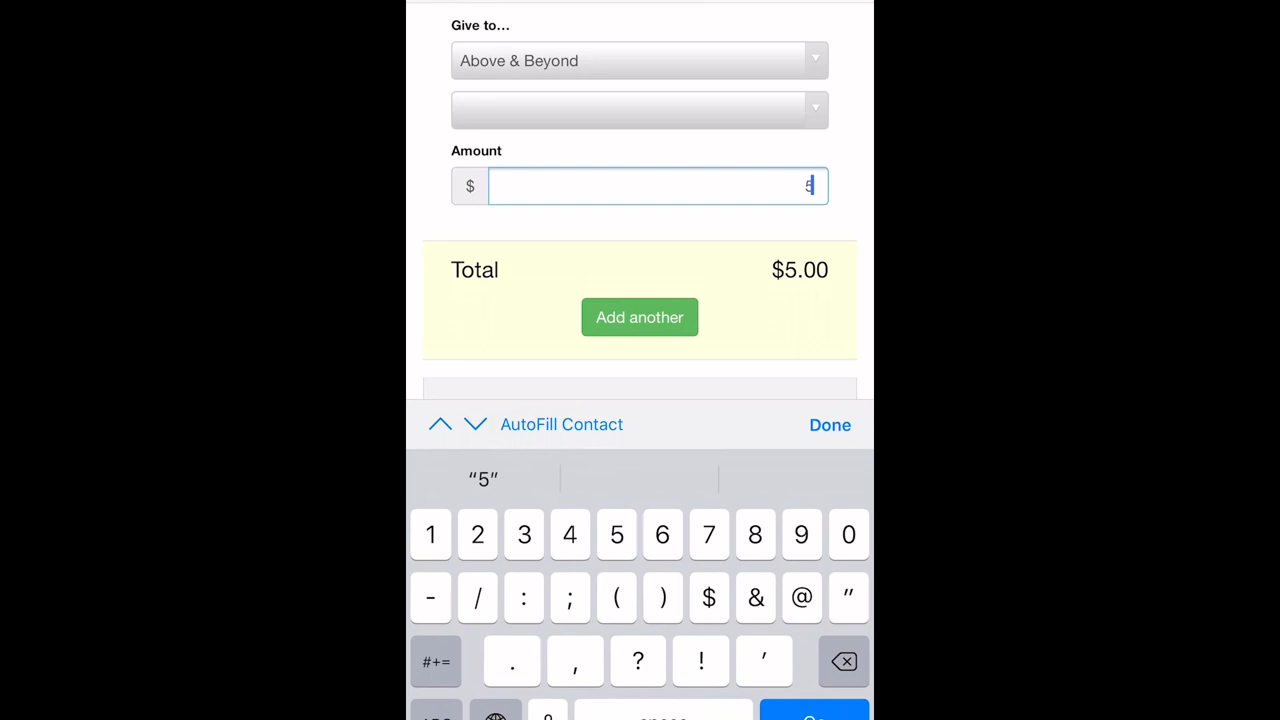 Give to...
Above & Beyond
Amount
$ 5
Total $5.00
Add another
AutoFill Contact Done
“5”
1 2 3 4 5 6 7 8 9 0
- / : ; ( ) $ & @ "
#+= . , ? ! '